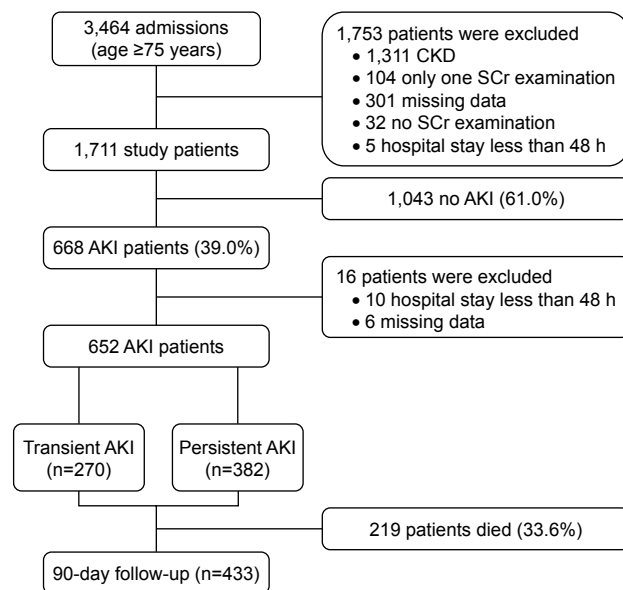 3,464 admissions
(age ≥75 years)
1,753 patients were excluded
• 1,311 CKD
• 104 only one SCr examination
• 301 missing data
• 32 no SCr examination
• 5 hospital stay less than 48 h
1,711 study patients
1,043 no AKI (61.0%)
668 AKI patients (39.0%)
16 patients were excluded
• 10 hospital stay less than 48 h
• 6 missing data
652 AKI patients
Transient AKI
(n=270)
Persistent AKI
(n=382)
219 patients died (33.6%)
90-day follow-up (n=433)